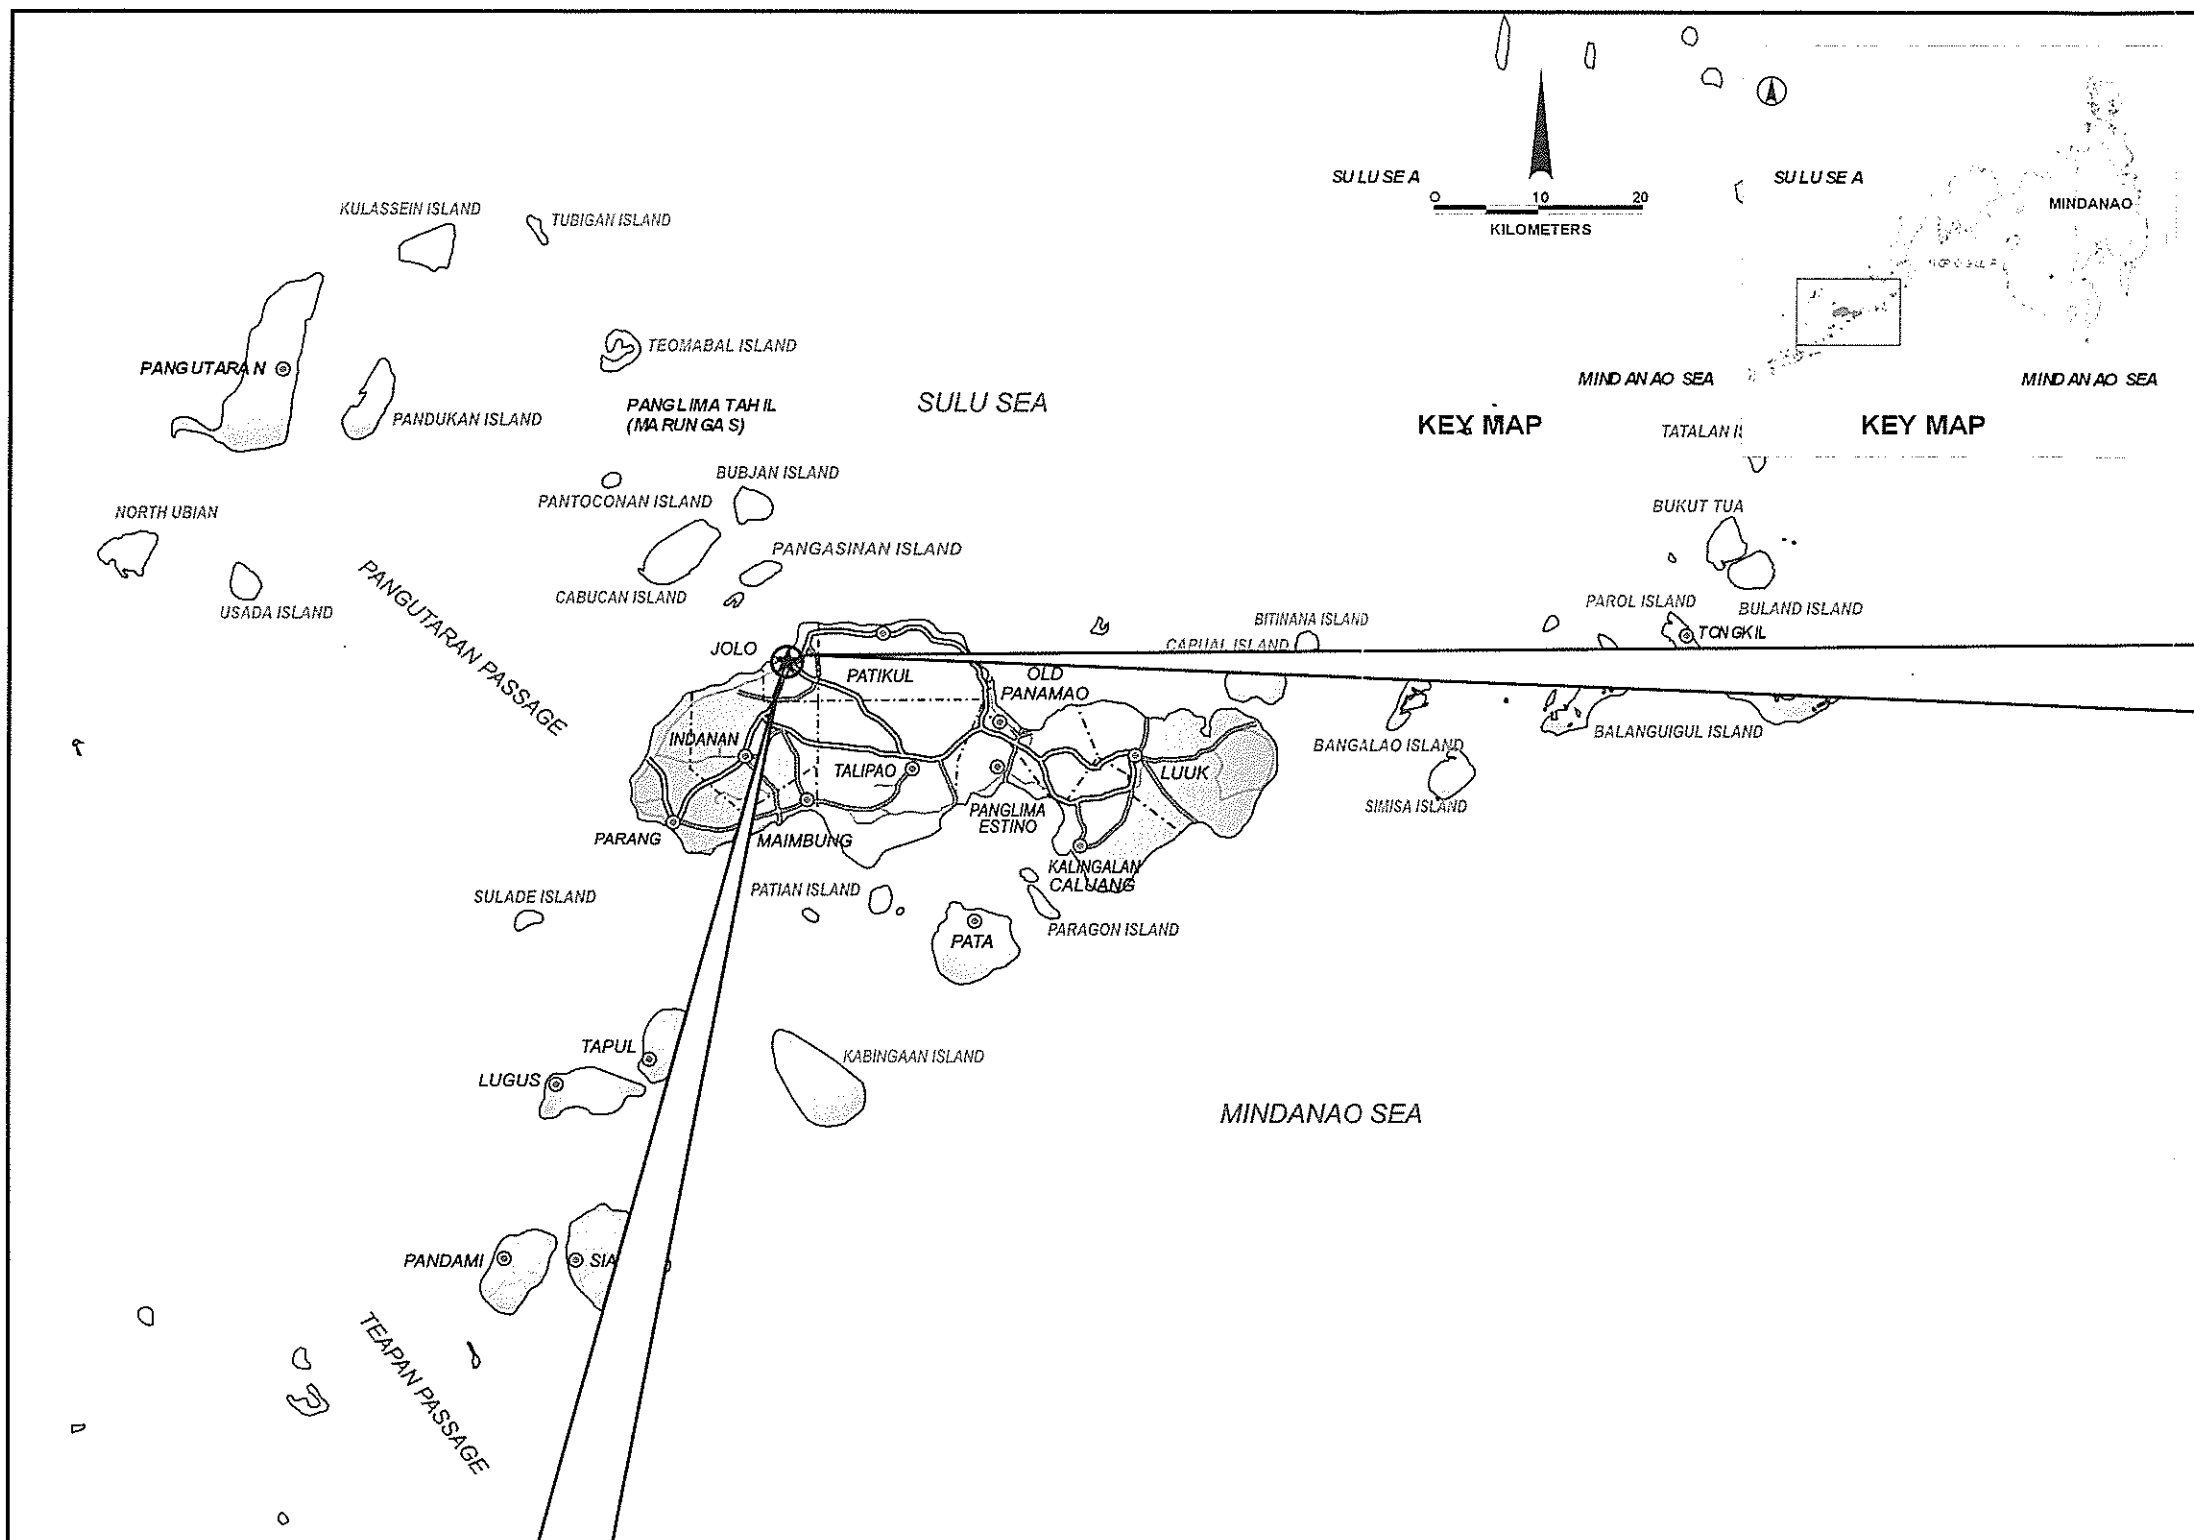 SULU SEA
0 10 20
KILOMETERS
SULU SEA
MINDANAO
KULASSEIN ISLAND
TUBIGAN ISLAND
TEOMABAL ISLAND
PANGUTARAN
PANDUKAN ISLAND
PANGLIMA TAHIL
(MARUNGAS)
SULU SEA
MINDANAO SEA
MINDANAO SEA
KEY MAP
KEY MAP
TATALAN
BUBJAN ISLAND
PANTOCONAN ISLAND
NORTH UBIAN
BUKUT TUA
PANGASINAN ISLAND
CABUCAN ISLAND
USADA ISLAND
PANGUTARAN PASSAGE
PAROL ISLAND
BULAND ISLAND
BITINANA ISLAND
CAPUAL ISLAND
TONGKIL
JOLO
PATIKUL
OLD
PANAMAO
INDANAN
TALIPAO
LUUK
BANGALAO ISLAND
BALANGUIGUL ISLAND
SIMISA ISLAND
PARANG
MAIMBUNG
PANGLIMA
ESTINO
KALINGALAN
CALUANG
SULADE ISLAND
PATIAN ISLAND
PATA
PARAGON ISLAND
TAPUL
LUGUS
KABINGAAN ISLAND
MINDANAO SEA
PANDAMI
SIA
TEAPAN PASSAGE